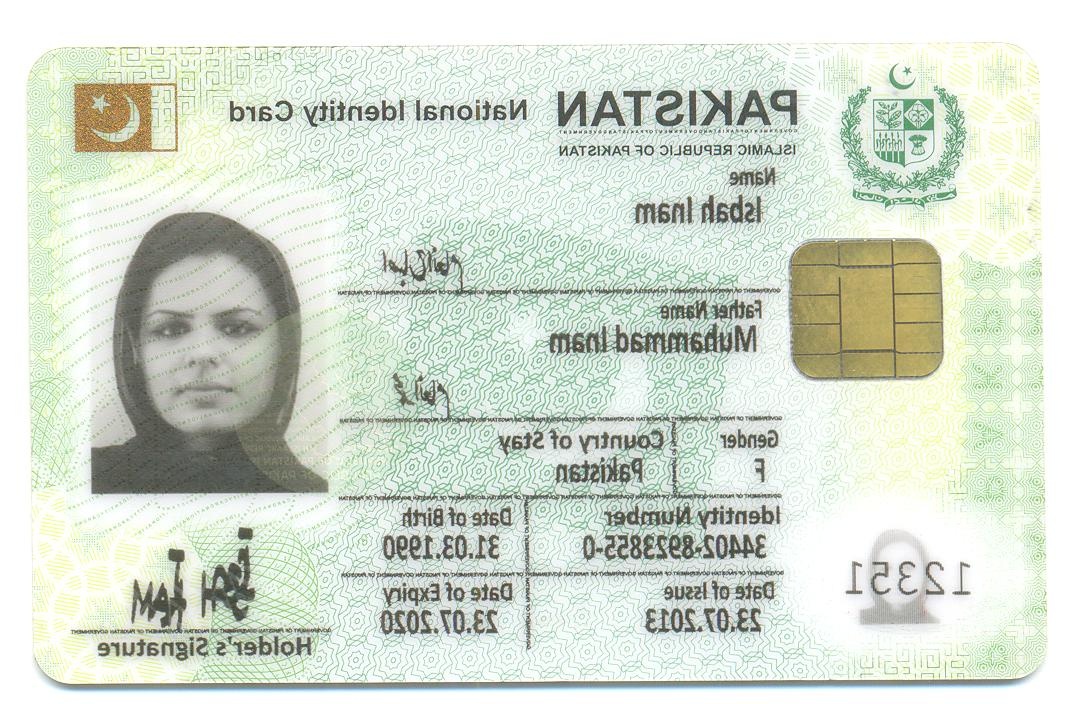 PAKISTAN National Identity Card
ISLAMIC REPUBLIC OF PAKISTAN
Name
Isbah Inam
Father Name
Muhammad Inam
Gender Country of Stay
F Pakistan
Identity Number Date of Birth
34402-8923855-0 31.03.1990
Date of Issue Date of Expiry
23.07.2013 23.07.2020
12351
Holder's Signature